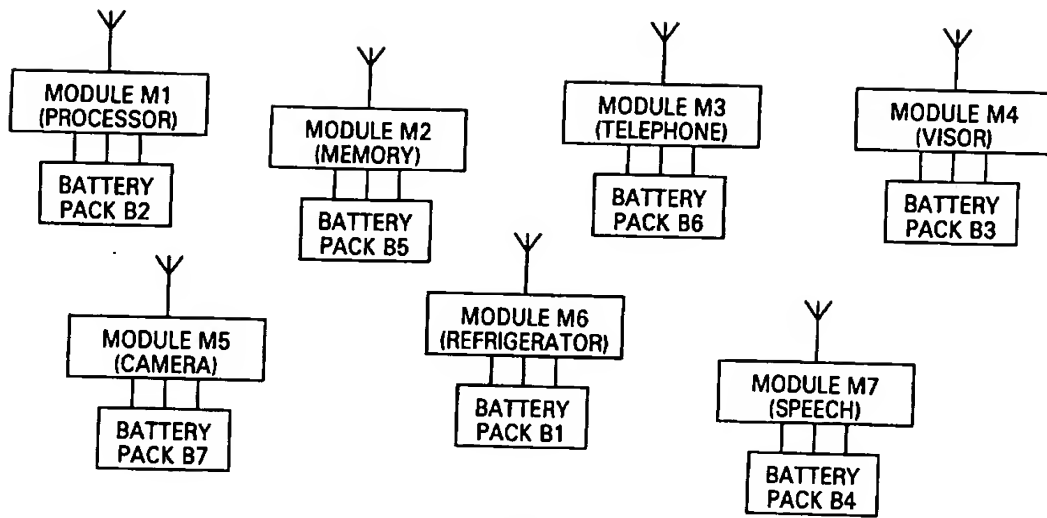 MODULE M1
(PROCESSOR)
BATTERY
PACK B2
MODULE M2
(MEMORY)
BATTERY
PACK B5
MODULE M3
(TELEPHONE)
BATTERY
PACK B6
MODULE M4
(VISOR)
BATTERY
PACK B3
MODULE M5
(CAMERA)
BATTERY
PACK B7
MODULE M6
(REFRIGERATOR)
BATTERY
PACK B1
MODULE M7
(SPEECH)
BATTERY
PACK B4